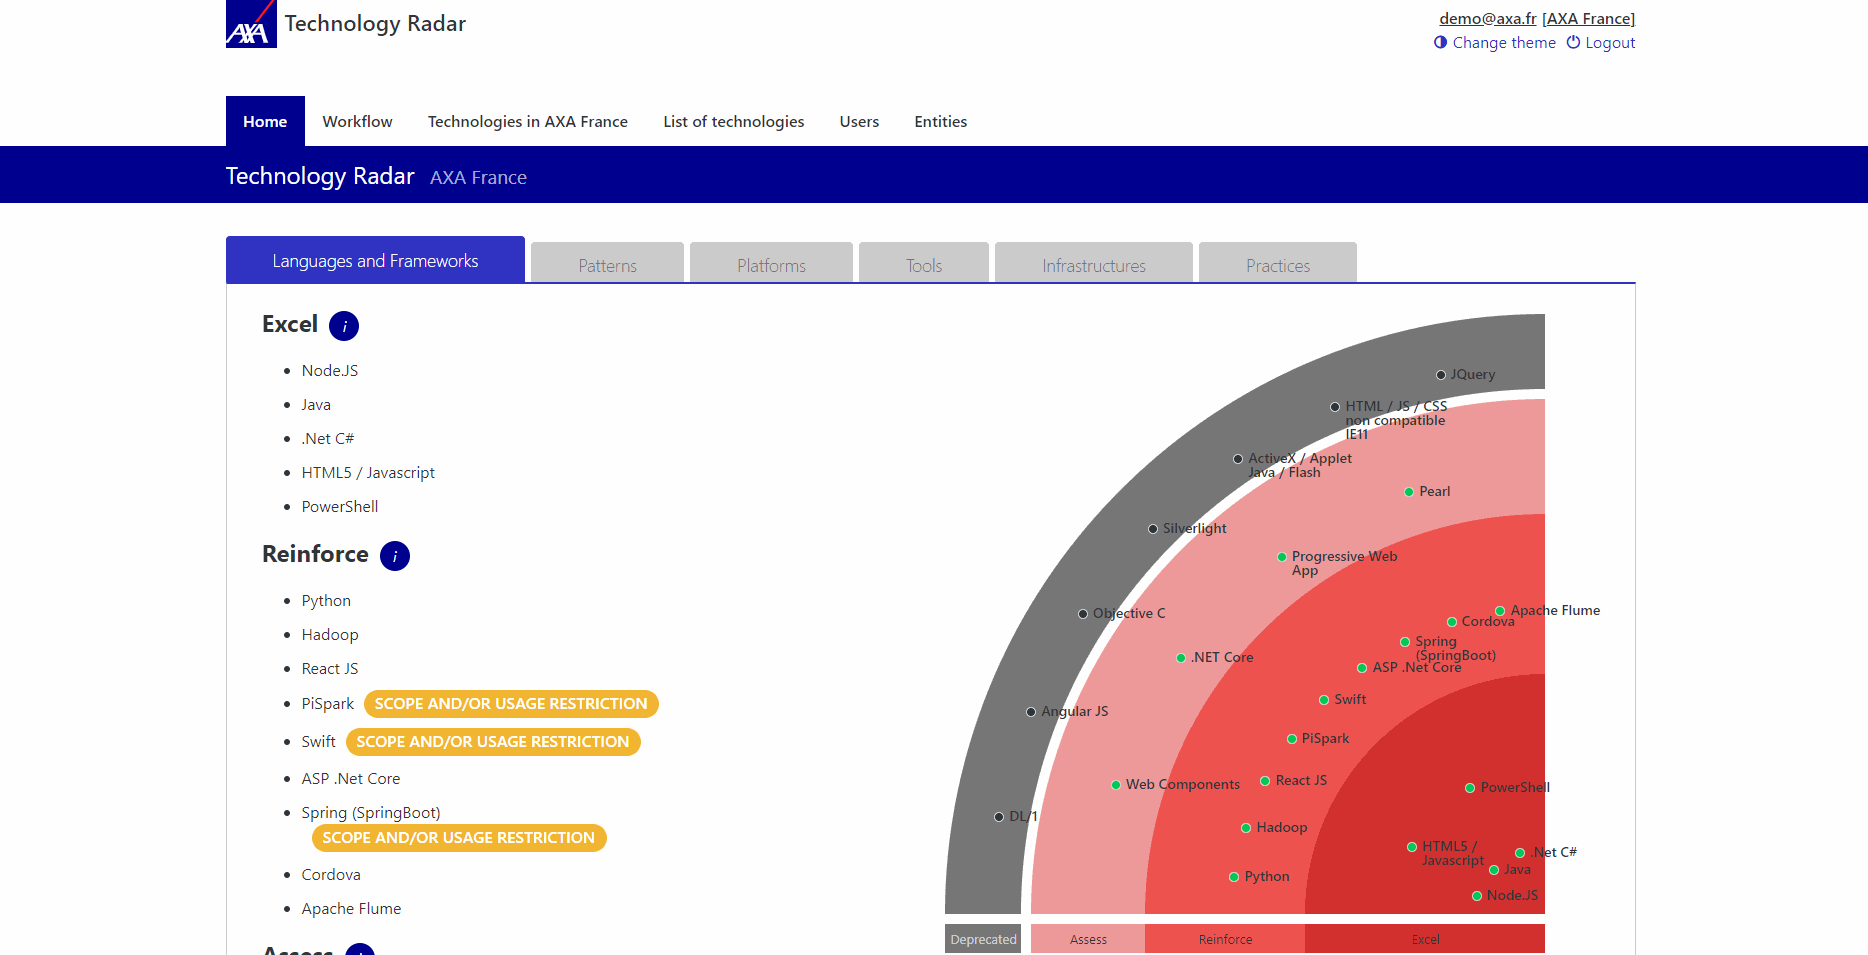 AXA
Technology Radar
demo@axa.fr [AXA France]
Change theme Logout
Home Workflow Technologies in AXA France List of technologies Users Entities
Technology Radar AXA France
Languages and Frameworks Patterns Platforms Tools Infrastructures Practices
Excel i
Node.JS
Java
.Net C#
HTML5 / Javascript
PowerShell
Reinforce i
Python
Hadoop
React JS
PiSpark SCOPE AND/OR USAGE RESTRICTION
Swift SCOPE AND/OR USAGE RESTRICTION
ASP .Net Core
Spring (SpringBoot)
SCOPE AND/OR USAGE RESTRICTION
Cordova
Apache Flume
Assess
JQuery
HTML / JS / CSS
non compatible
IE11
ActiveX / Applet
Java / Flash
Pearl
Silverlight
Progressive Web
App
Objective C
Apache Flume
Cordova
Spring
(SpringBoot)
.NET Core
ASP .Net Core
Swift
Angular JS
PiSpark
React JS
Web Components
PowerShell
DL/1
Hadoop
HTML5 /
Javascript
.Net C#
Java
Python
Node.JS
Deprecated Assess Reinforce Excel